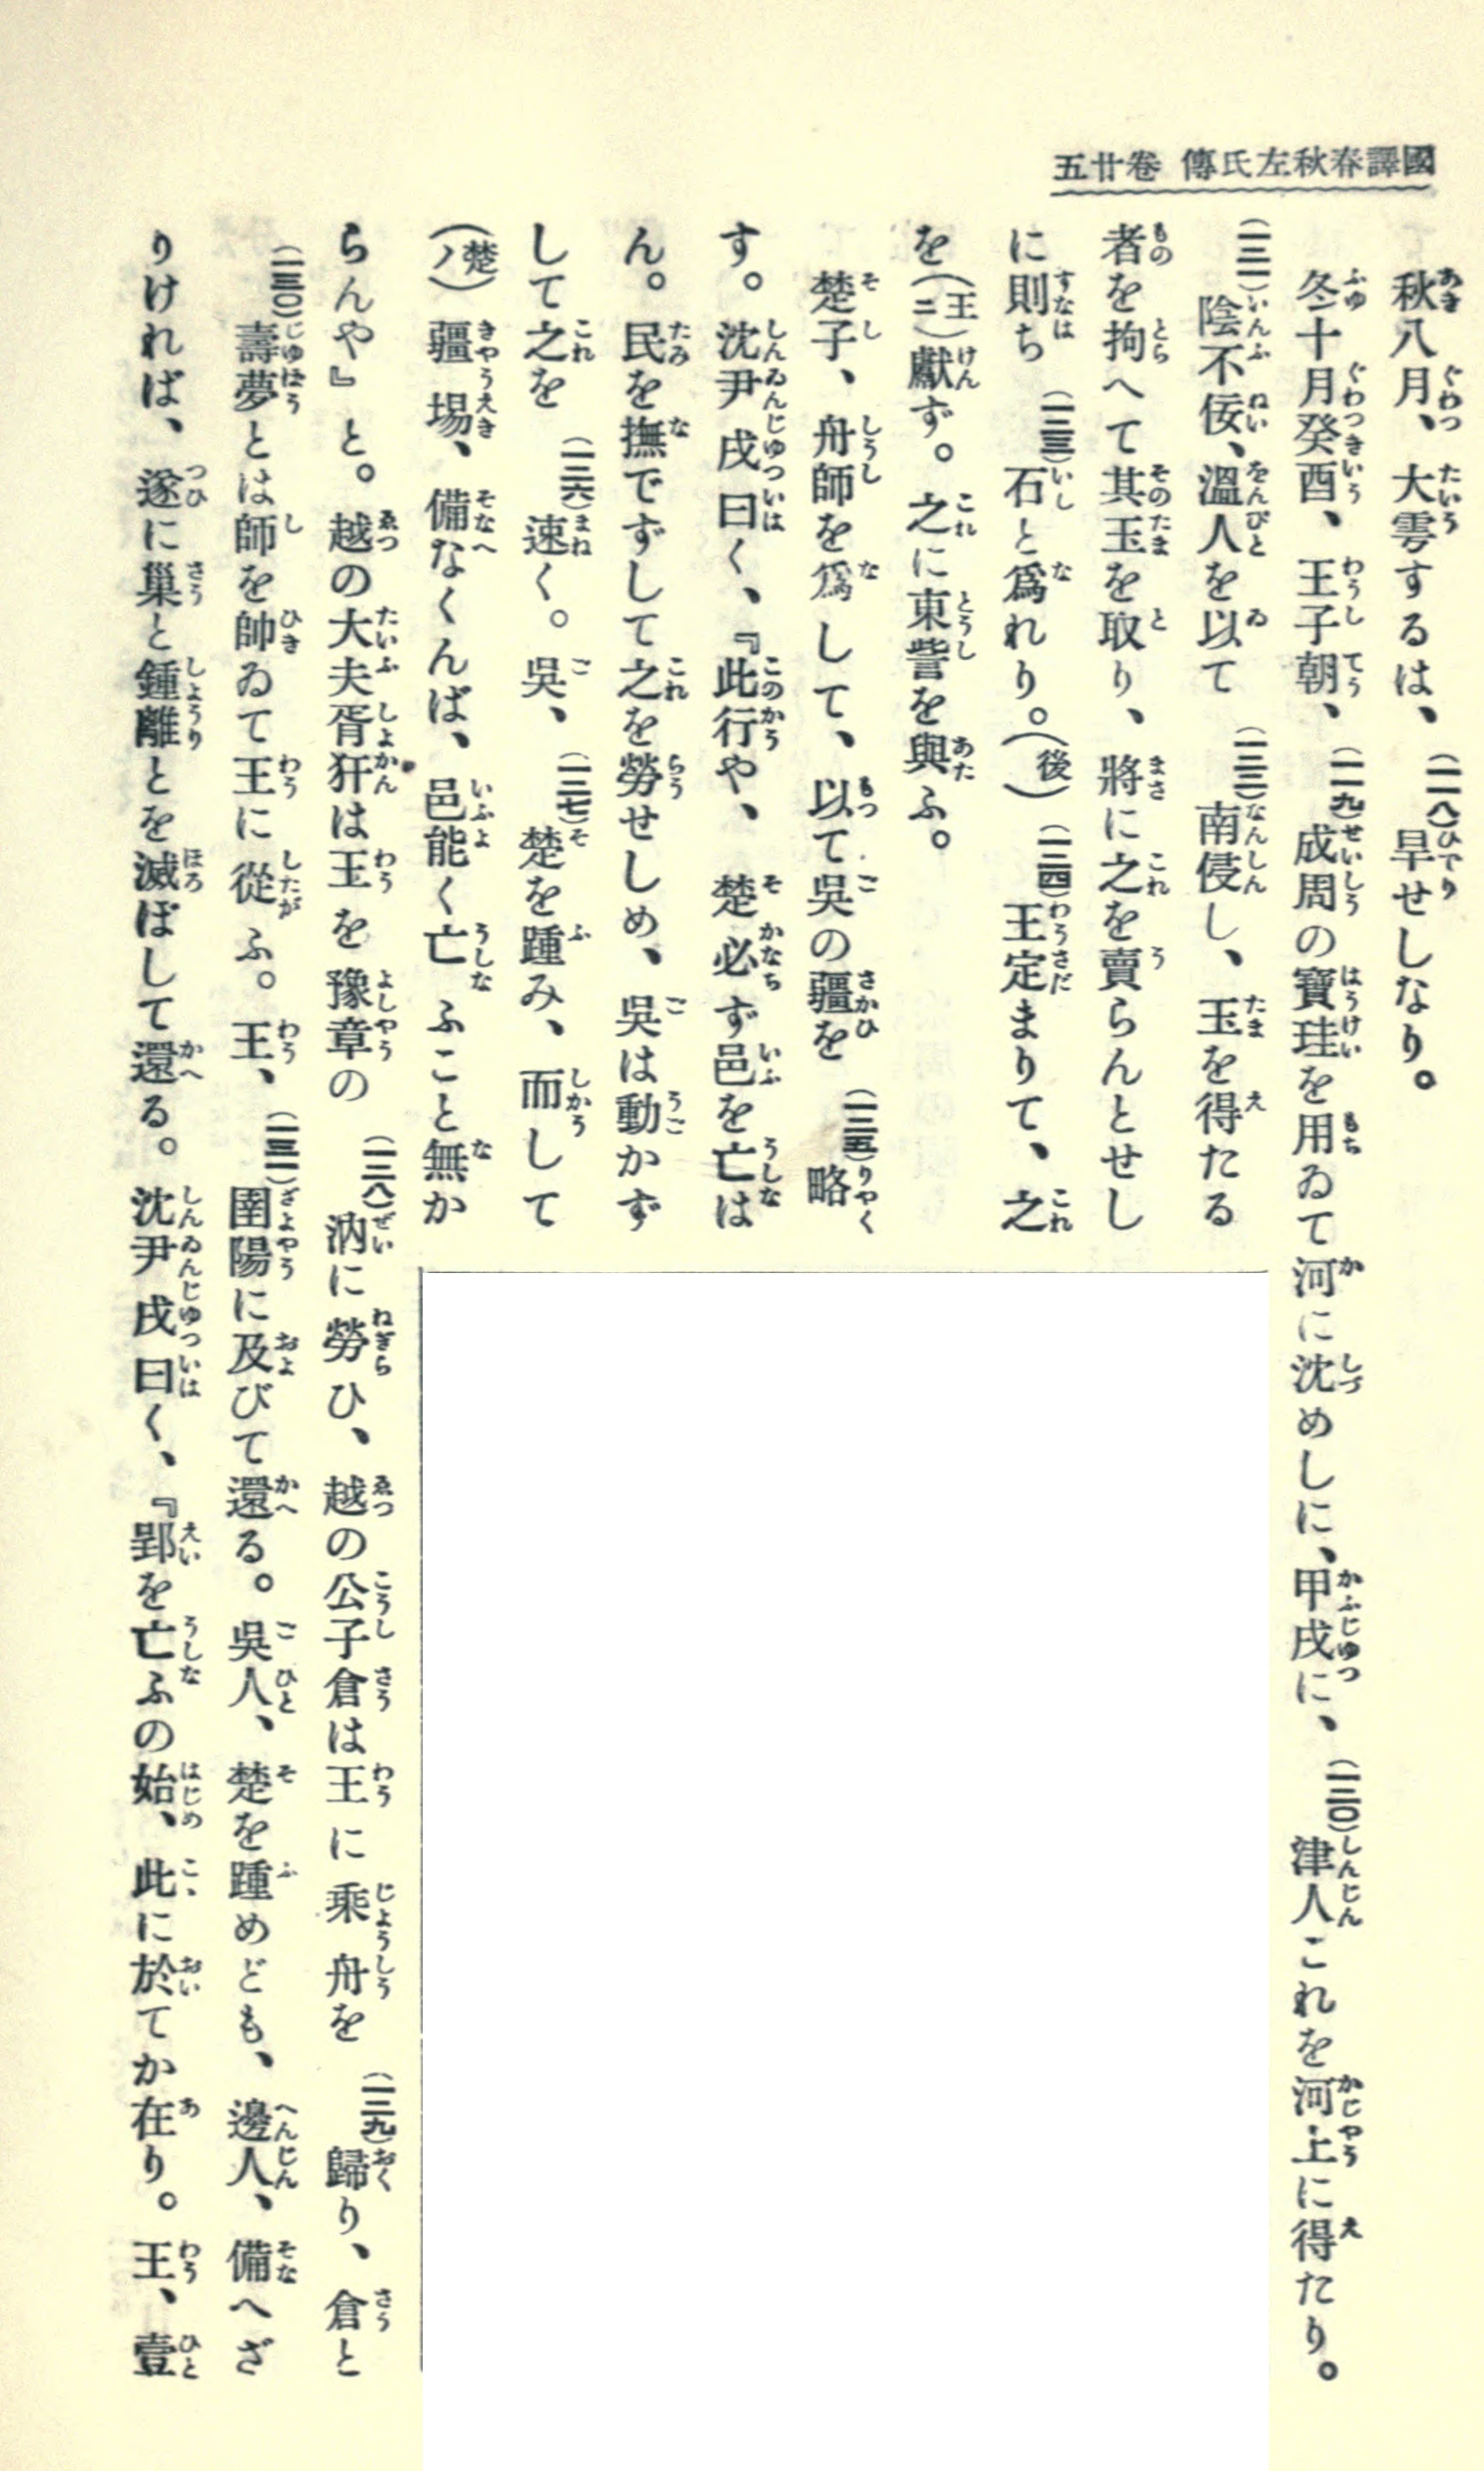 國譯春秋左氏傳 卷廿五
秋八月、大雩するは、(一一八)旱せしなり。
冬十月癸酉、王子朝、(一一九)成周の寶珪を用ゐて河に沈めしに、甲戌に、(一二〇)津人これを河上に得たり。
(一二一)陰不佞、溫人を以て(一二二)南侵し、玉を得たる
者を拘へて其玉を取り、將に之を賣らんとせし
に則ち(一二三)石と爲れり。(後)(一二四)王定まりて、之
を(王ニ)獻ず。之に東訾を與ふ。
楚子、舟師を爲して、以て吳の疆を(一二五)略
す。沈尹戌曰く、『此行や、楚必ず邑を亡は
ん。民を撫でずして之を勞せしめ、吳は動かず
して之を(一二六)速く。吳、(一二七)楚を踵み、而して
(楚ノ)疆埸、備なくんば、邑能く亡ふこと無か
らんや』と。越の大夫胥犴は王を豫章の(一二八)汭に勞ひ、越の公子倉は王に乘舟を(一二九)歸り、倉と
(一三〇)壽夢とは師を帥ゐて王に從ふ。王、(一三一)圉陽に及びて還る。吳人、楚を踵めども、邊人、備へざ
りければ、遂に巢と鍾離とを滅ぼして還る。沈尹戌曰く、『郢を亡ふの始、此に於てか在り。王、壹